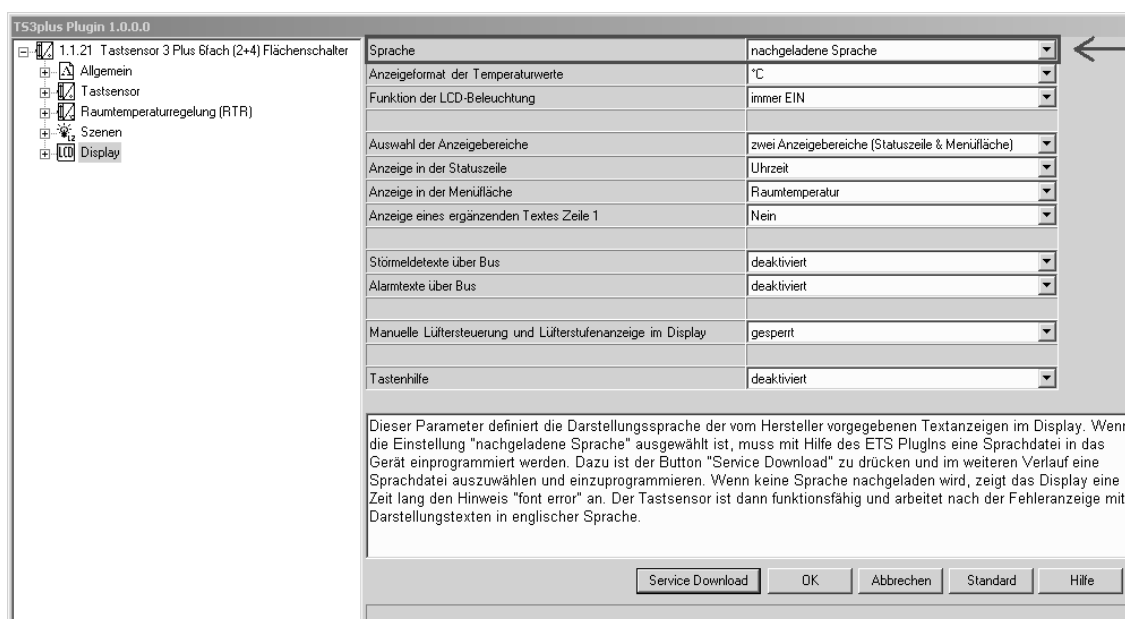 TS3plus Plugin 1.0.0.0
1.1.21 Tastsensor 3 Plus 6fach (2+4) Flächenschalter
Allgemein
Tastsensor
Raumtemperaturregelung (RTR)
Szenen
LCD Display
Sprache nachgeladene Sprache
Anzeigeformat der Temperaturwerte °C
Funktion der LCD-Beleuchtung immer EIN
Auswahl der Anzeigebereiche zwei Anzeigebereiche (Statuszeile & Menüfläche)
Anzeige in der Statuszeile Uhrzeit
Anzeige in der Menüfläche Raumtemperatur
Anzeige eines ergänzenden Textes Zeile 1 Nein
Störmeldetexte über Bus deaktiviert
Alarmtexte über Bus deaktiviert
Manuelle Lüftersteuerung und Lüfterstufenanzeige im Display gesperrt
Tastenhilfe deaktiviert
Dieser Parameter definiert die Darstellungssprache der vom Hersteller vorgegebenen Textanzeigen im Display. Wenn
die Einstellung "nachgeladene Sprache" ausgewählt ist, muss mit Hilfe des ETS PlugIns eine Sprachdatei in das
Gerät einprogrammiert werden. Dazu ist der Button "Service Download" zu drücken und im weiteren Verlauf eine
Sprachdatei auszuwählen und einzuprogrammieren. Wenn keine Sprache nachgeladen wird, zeigt das Display eine
Zeit lang den Hinweis "font error" an. Der Tastsensor ist dann funktionsfähig und arbeitet nach der Fehleranzeige mit
Darstellungstexten in englischer Sprache.
Service Download OK Abbrechen Standard Hilfe